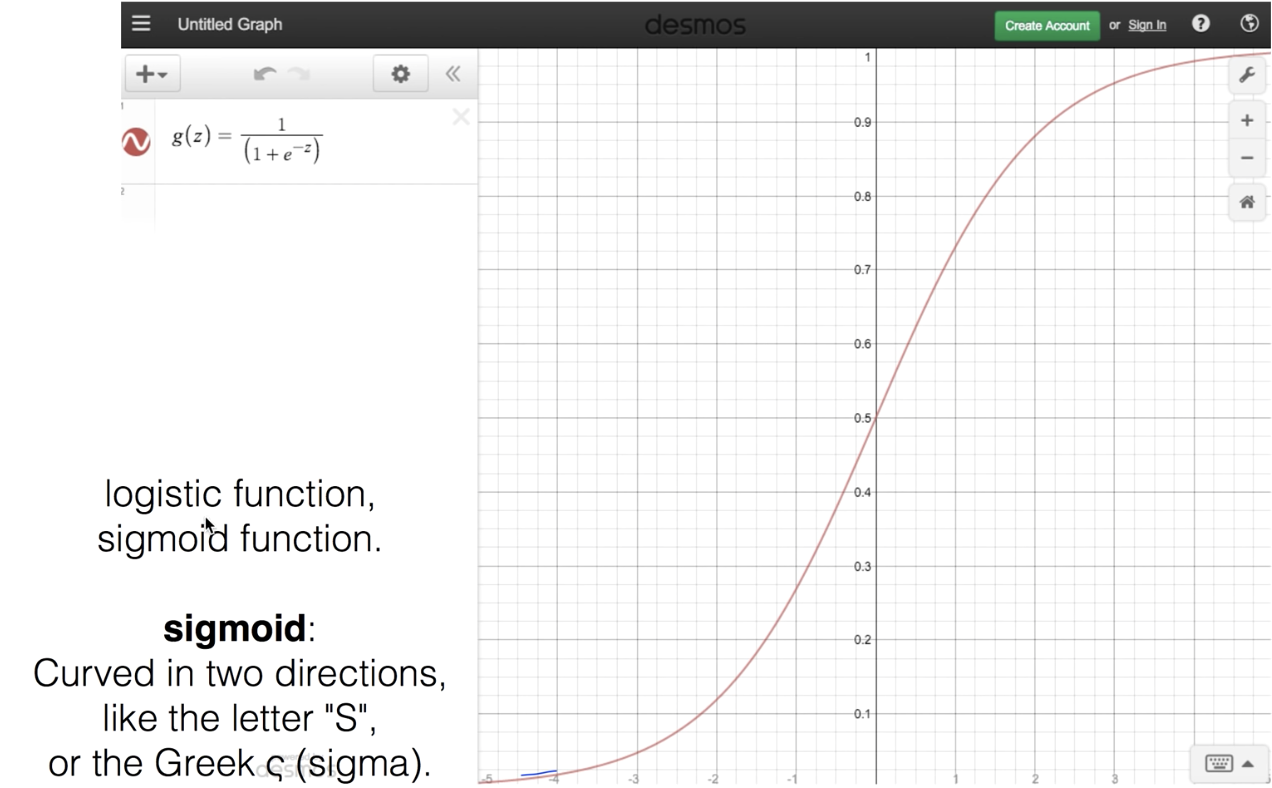 Untitled Graph
desmos
Create Account or Sign In
1
g(z) = 1/(1 + e^{-z})
2
logistic function,
sigmoid function.
sigmoid:
Curved in two directions,
like the letter "S",
or the Greek ς (sigma).
1
0.9
0.8
0.7
0.6
0.5
0.4
0.3
0.2
0.1
-5 -4 -3 -2 -1 1 2 3